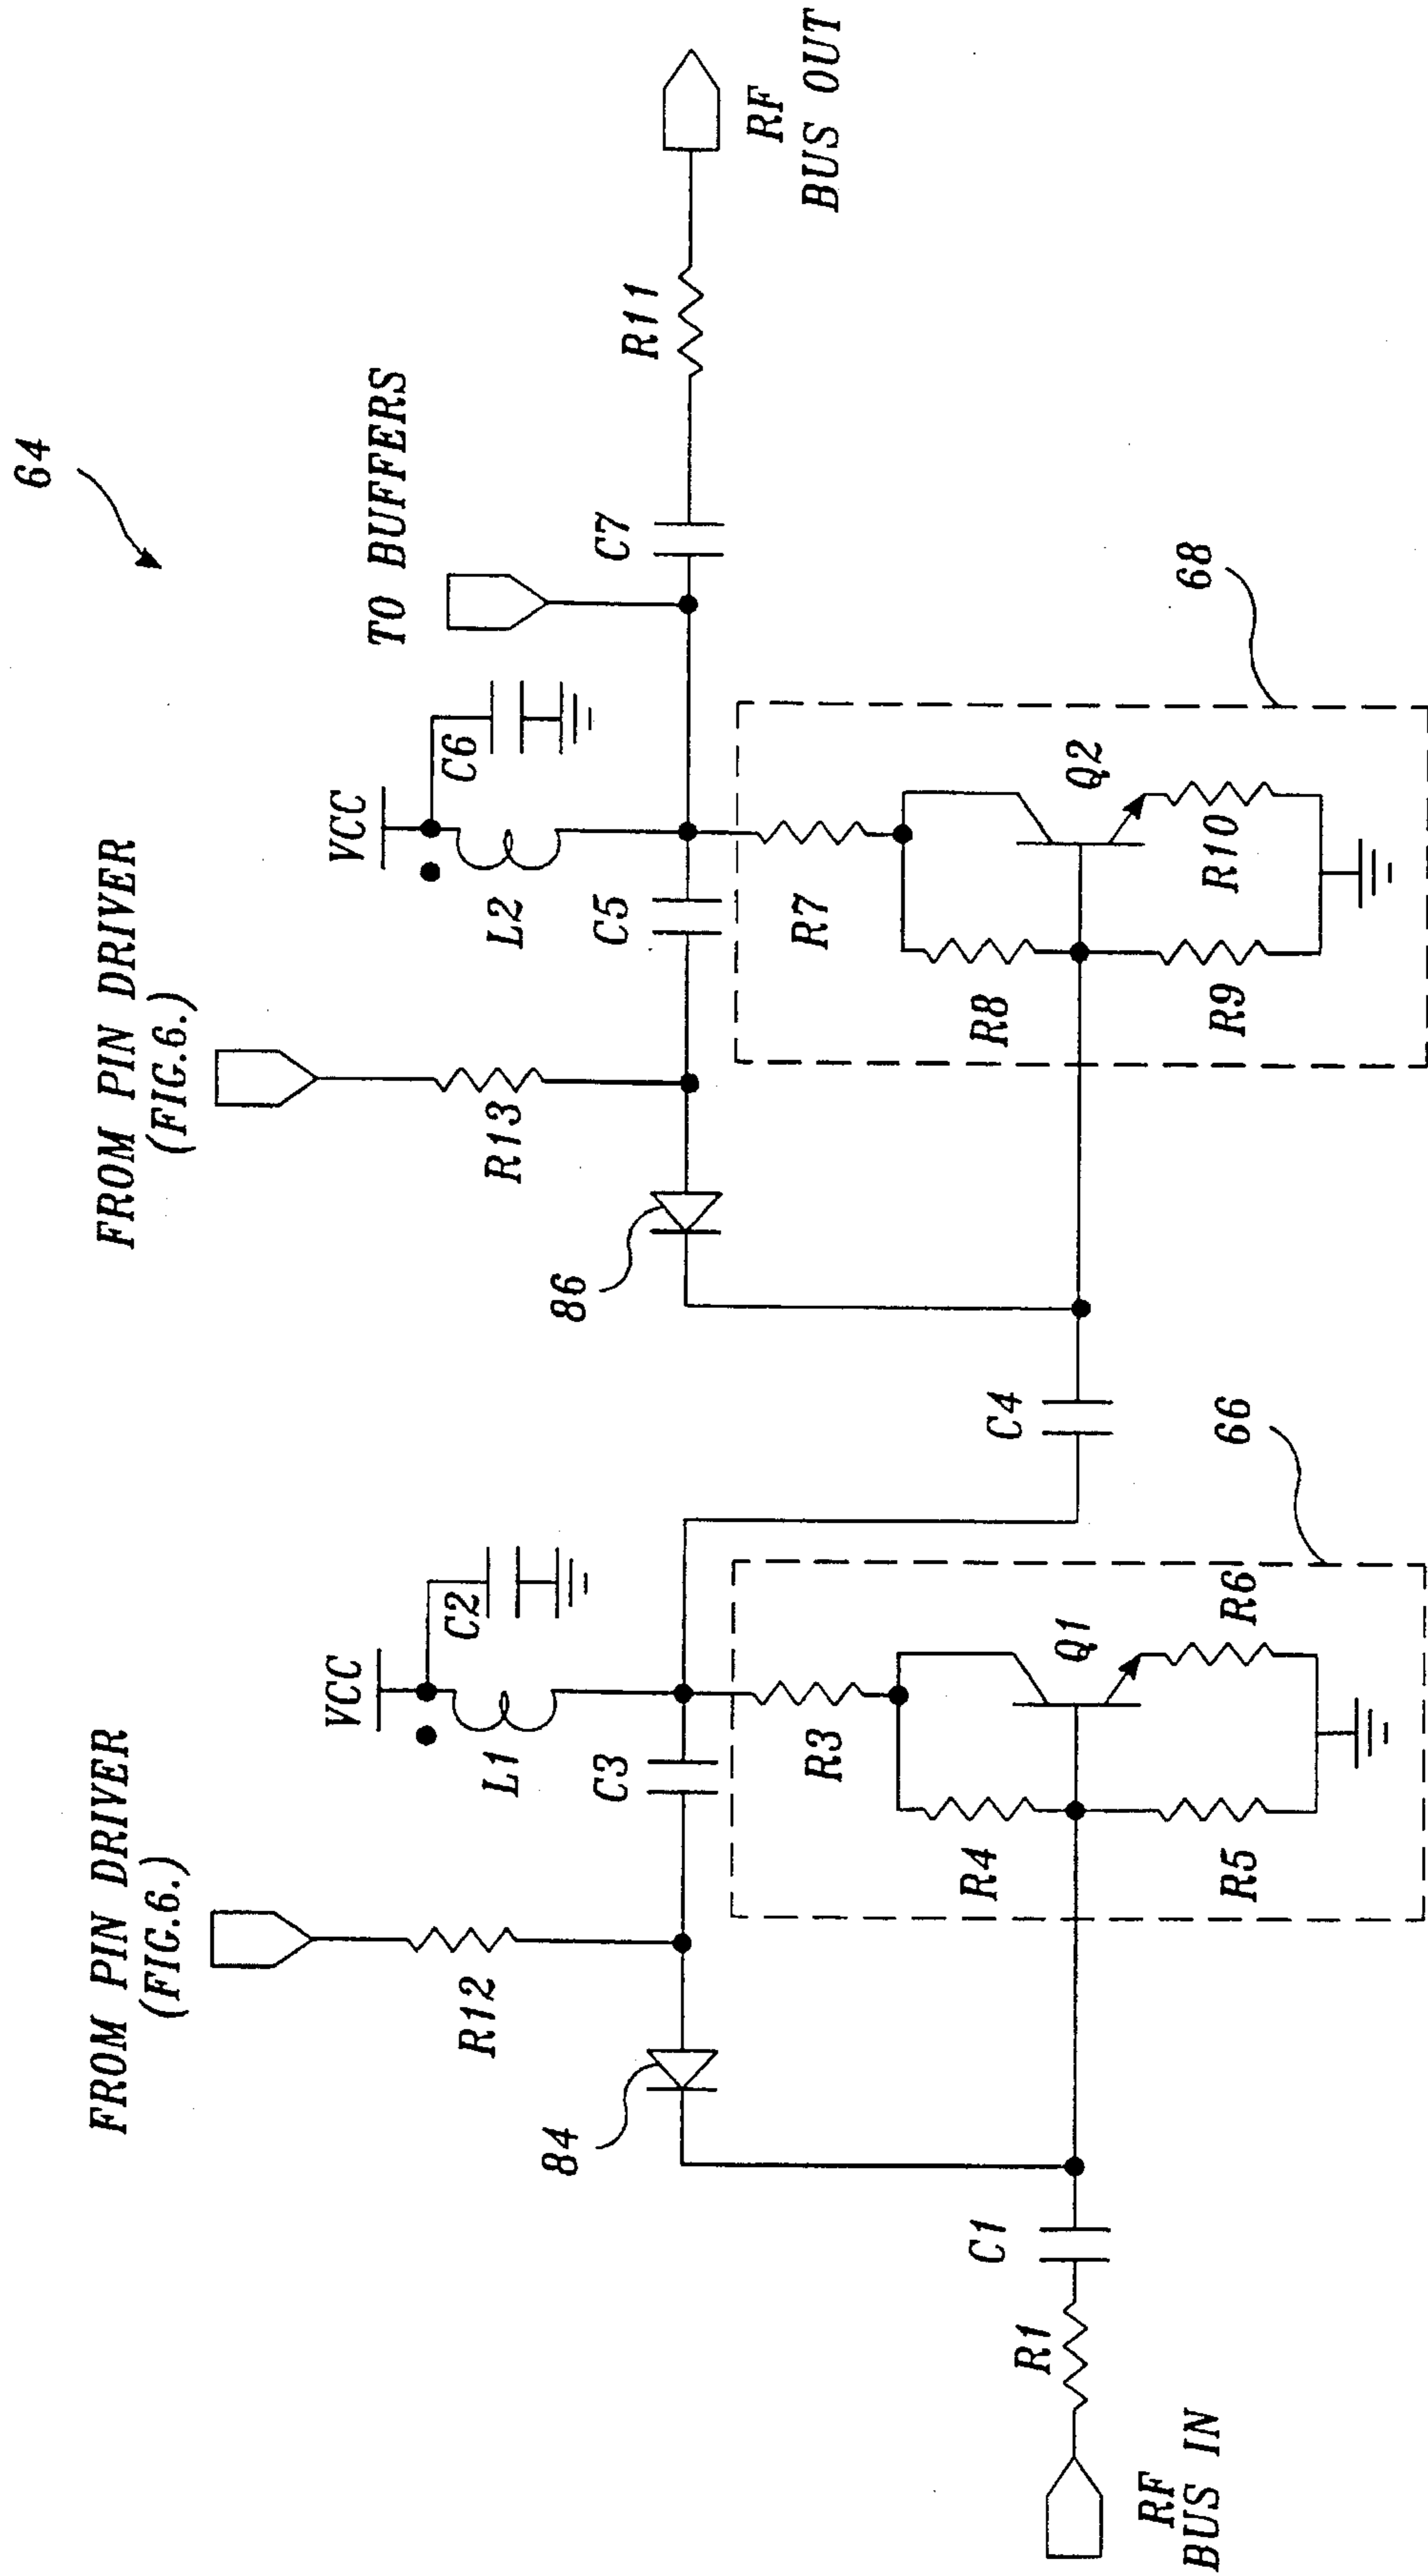 64
FROM PIN DRIVER
(FIG.6.)
FROM PIN DRIVER
(FIG.6.)
VCC
C2
L1
R12
C3
84
VCC
C6
L2
R13
C5
86
TO BUFFERS
C7
R11
RF
BUS OUT
R3
R4
Q1
R5
R6
66
C4
R7
R8
Q2
R9
R10
68
C1
R1
RF
BUS IN